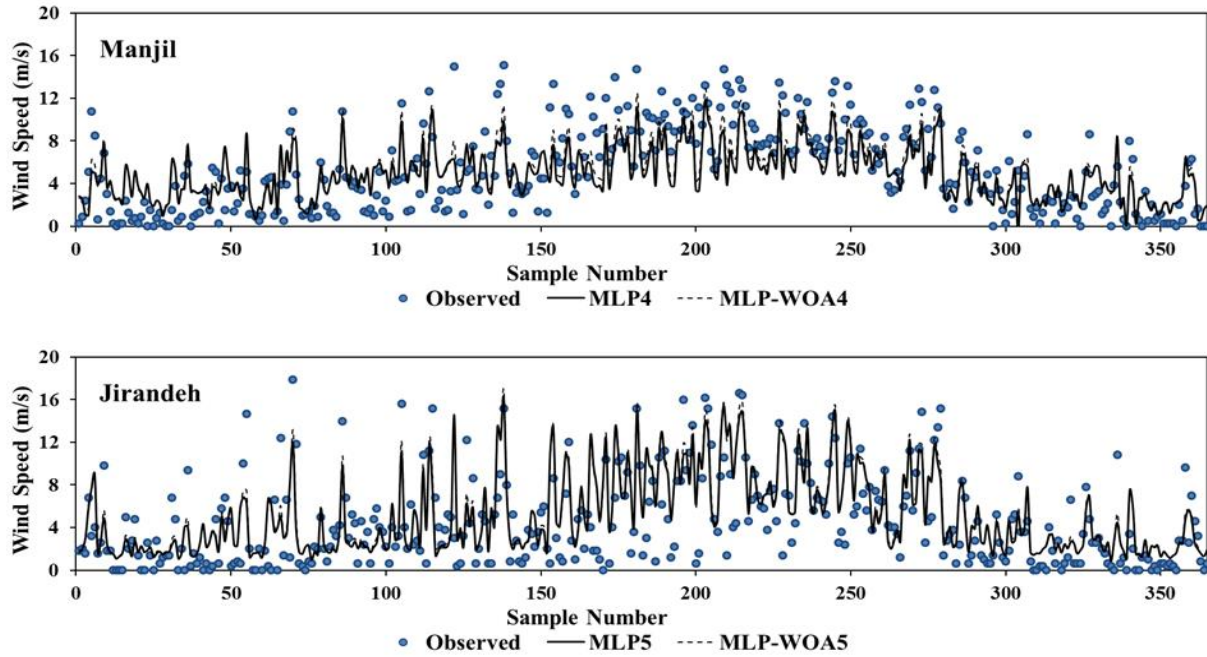 Manjil
Wind Speed (m/s)
20
16
12
8
4
0
0 50 100 150 200 250 300 350
Sample Number
Observed MLP4 MLP-WOA4
Jirandeh
Wind Speed (m/s)
20
16
12
8
4
0
0 50 100 150 200 250 300 350
Sample Number
Observed MLP5 MLP-WOA5